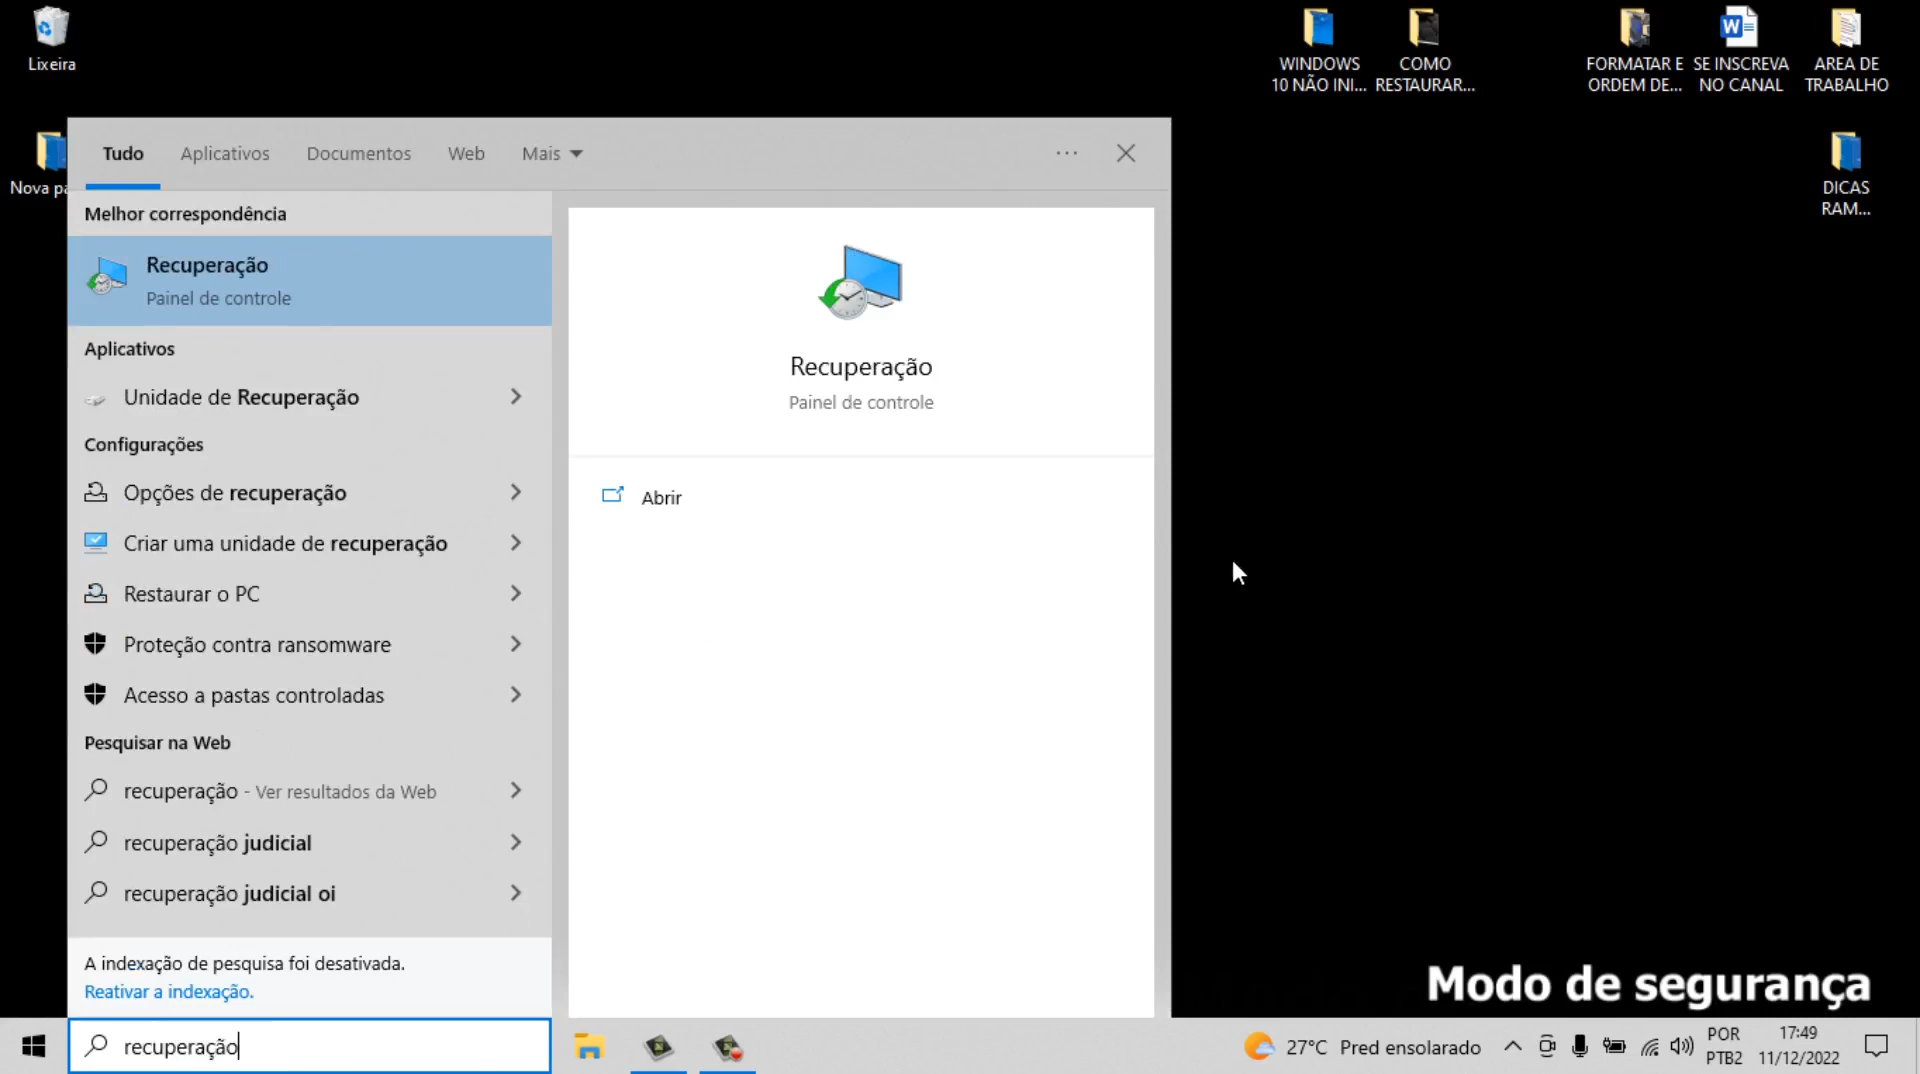 Lixeira
WINDOWS
10 NÃO INI...
COMO
RESTAURAR...
FORMATAR E
ORDEM DE...
SE INSCREVA
NO CANAL
AREA DE
TRABALHO
DICAS
RAM...
Nova pa
Tudo Aplicativos Documentos Web Mais
Melhor correspondência
Recuperação
Painel de controle
Aplicativos
Unidade de Recuperação
Configurações
Opções de recuperação
Criar uma unidade de recuperação
Restaurar o PC
Proteção contra ransomware
Acesso a pastas controladas
Pesquisar na Web
recuperação - Ver resultados da Web
recuperação judicial
recuperação judicial oi
A indexação de pesquisa foi desativada.
Reativar a indexação.
recuperação
Recuperação
Painel de controle
Abrir
Modo de segurança
27°C Pred ensolarado
POR
PTB2
17:49
11/12/2022